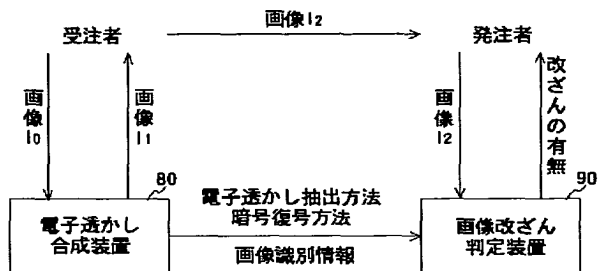 画像I2
受注者
発注者
画像I0
画像I1
画像I2
改ざんの有無
80
電子透かし
合成装置
電子透かし抽出方法
暗号復号方法
画像識別情報
90
画像改ざん
判定装置